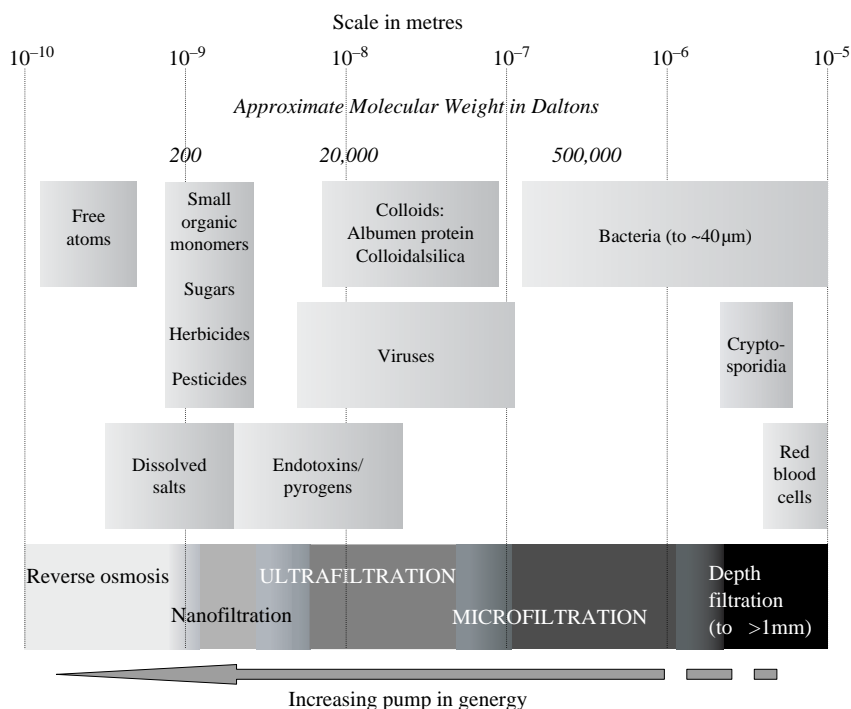 Scale in metres
10–10 10–9 10–8 10–7 10–6 10–5
Approximate Molecular Weight in Daltons
200 20,000 500,000
Free
atoms
Small
organic
monomers
Sugars
Herbicides
Pesticides
Colloids:
Albumen protein
Colloidalsilica
Bacteria (to ~40μm)
Viruses
Crypto-
sporidia
Dissolved
salts
Endotoxins/
pyrogens
Red
blood
cells
Reverse osmosis
Nanofiltration
ULTRAFILTRATION
MICROFILTRATION
Depth
filtration
(to >1mm)
Increasing pump in genergy